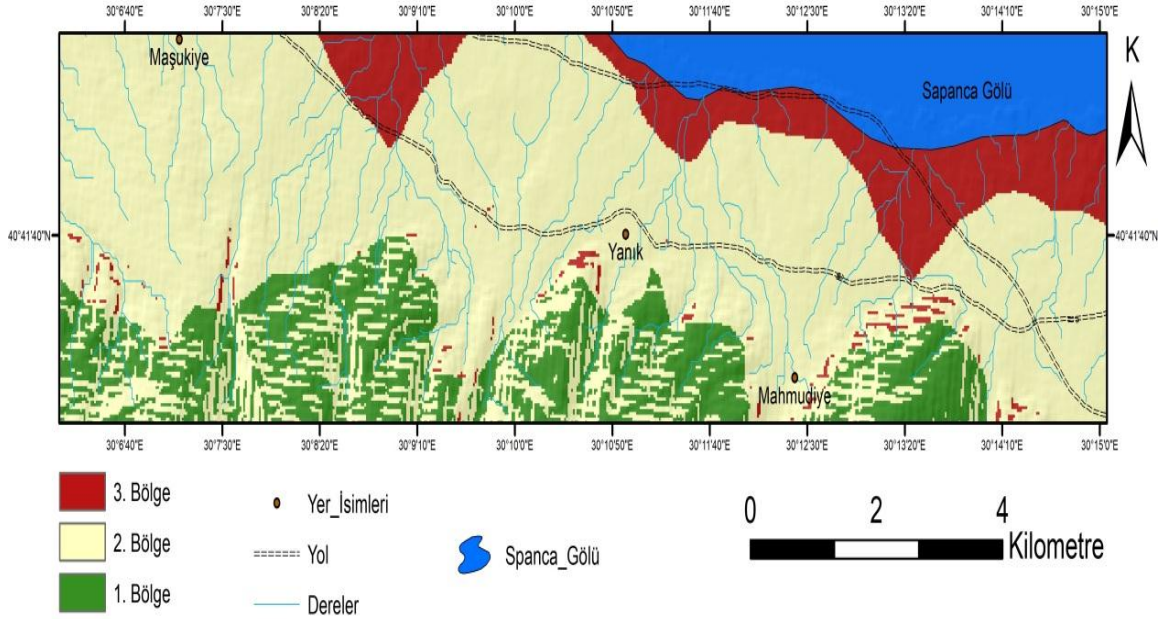 30°6'40"E 30°7'30"E 30°8'20"E 30°9'10"E 30°10'0"E 30°10'50"E 30°11'40"E 30°12'30"E 30°13'20"E 30°14'10"E 30°15'0"E
K
Maşukiye
Sapanca Gölü
40°41'40"N
40°41'40"N
Yanık
Mahmudiye
30°6'40"E 30°7'30"E 30°8'20"E 30°9'10"E 30°10'0"E 30°10'50"E 30°11'40"E 30°12'30"E 30°13'20"E 30°14'10"E 30°15'0"E
3. Bölge
2. Bölge
1. Bölge
Yer_İsimleri
Yol
Dereler
Spanca_Gölü
0 2 4
Kilometre